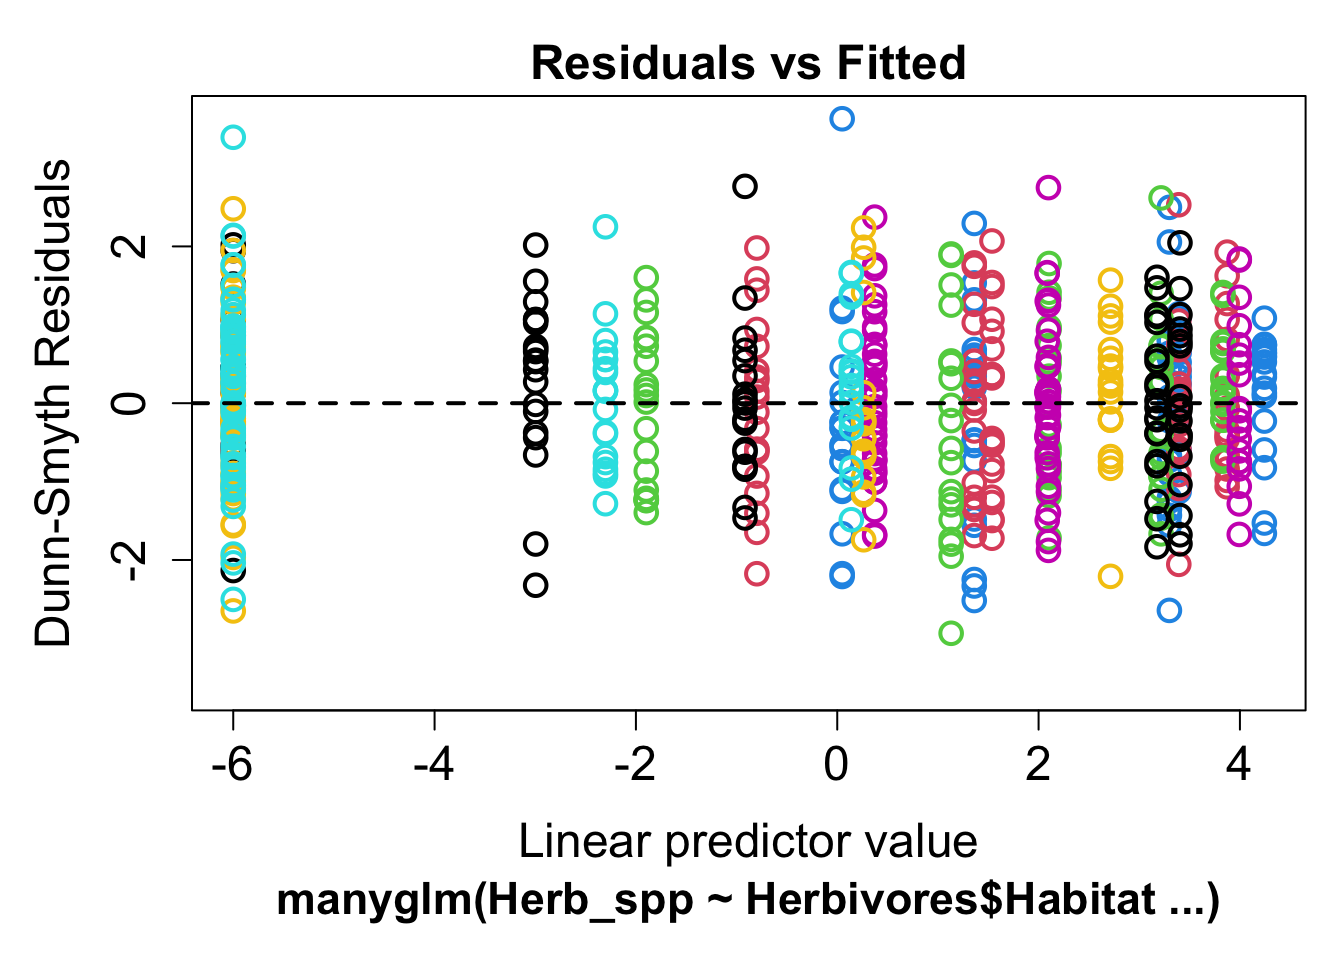 Residuals vs Fitted
Dunn-Smyth Residuals
2
0
-2
-6 -4 -2 0 2 4
Linear predictor value
manyglm(Herb_spp ~ Herbivores$Habitat ...)